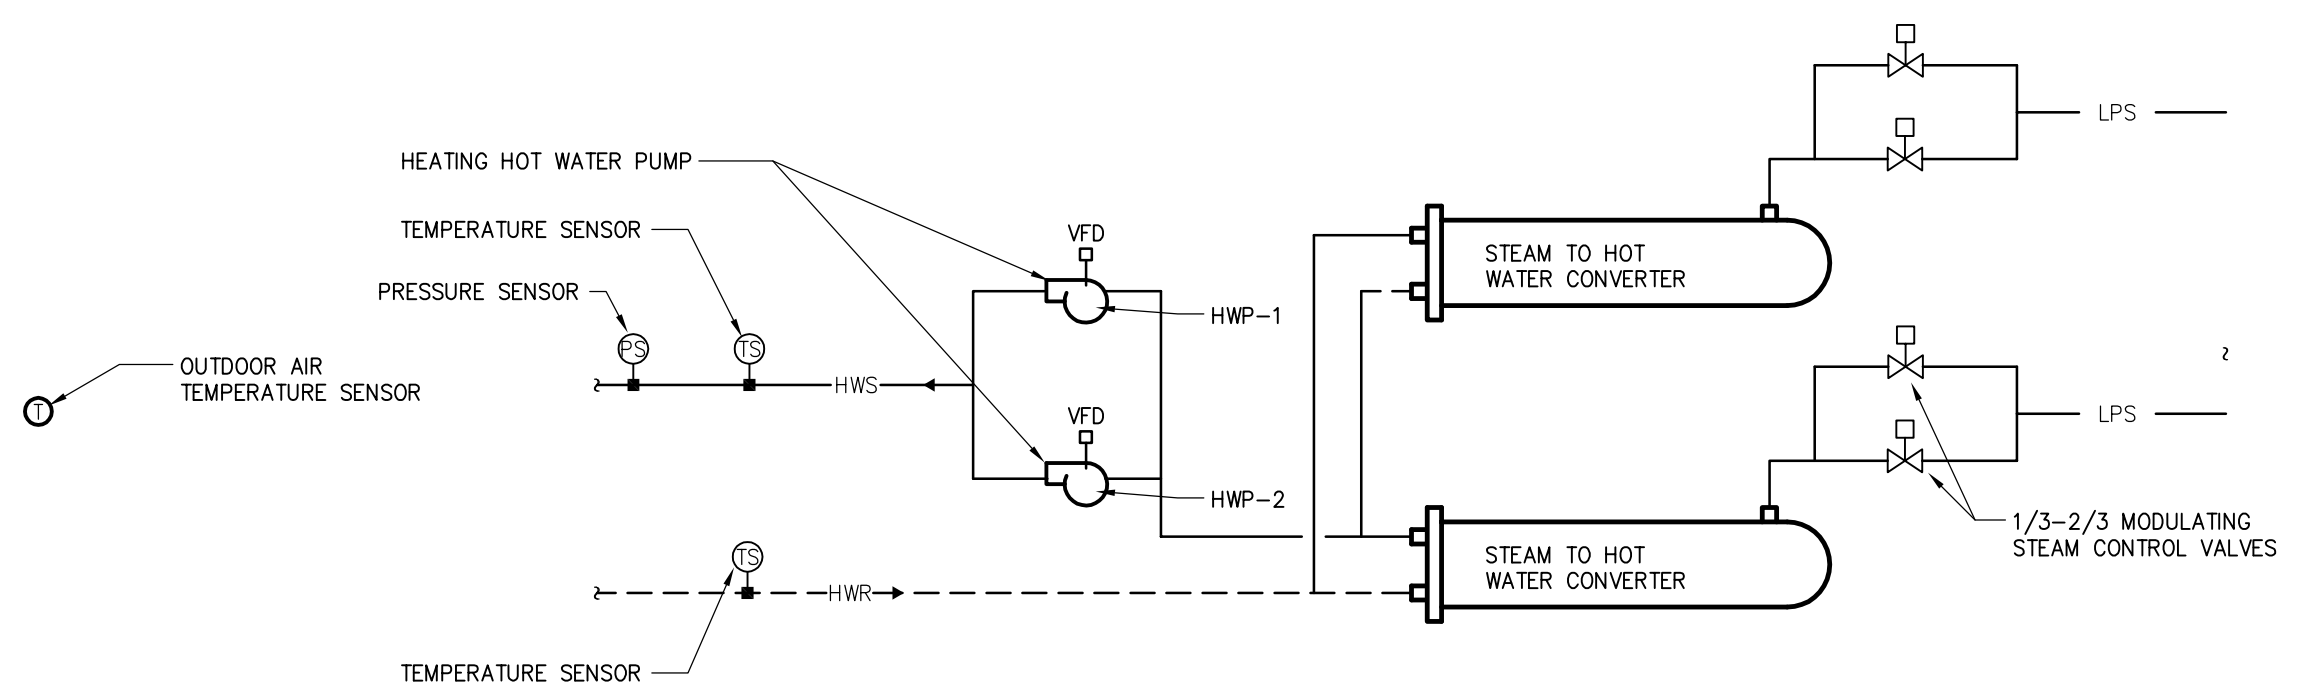 LPS
HEATING HOT WATER PUMP
TEMPERATURE SENSOR
VFD
STEAM TO HOT
WATER CONVERTER
PRESSURE SENSOR
HWP-1
PS
TS
OUTDOOR AIR
TEMPERATURE SENSOR
T
HWS
VFD
LPS
HWP-2
1/3-2/3 MODULATING
STEAM CONTROL VALVES
STEAM TO HOT
WATER CONVERTER
TS
HWR
TEMPERATURE SENSOR